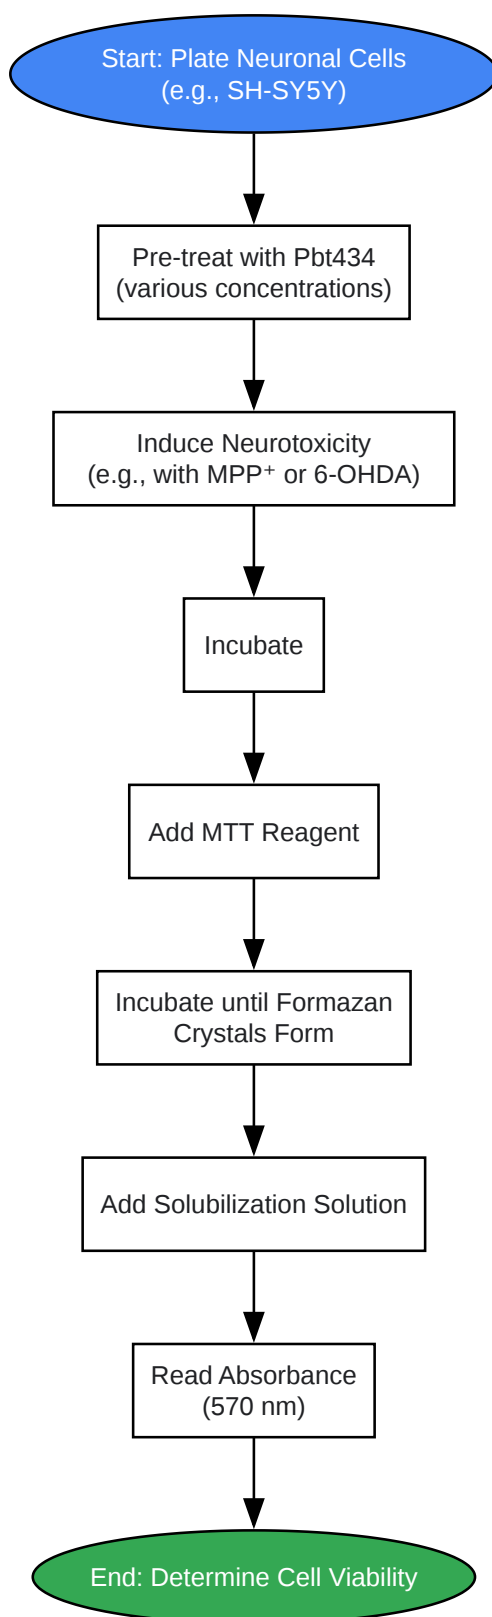 Start: Plate Neuronal Cells
(e.g., SH-SY5Y)
Pre-treat with Pbt434
(various concentrations)
Induce Neurotoxicity
(e.g., with MPP⁺ or 6-OHDA)
Incubate
Add MTT Reagent
Incubate until Formazan
Crystals Form
Add Solubilization Solution
Read Absorbance
(570 nm)
End: Determine Cell Viability